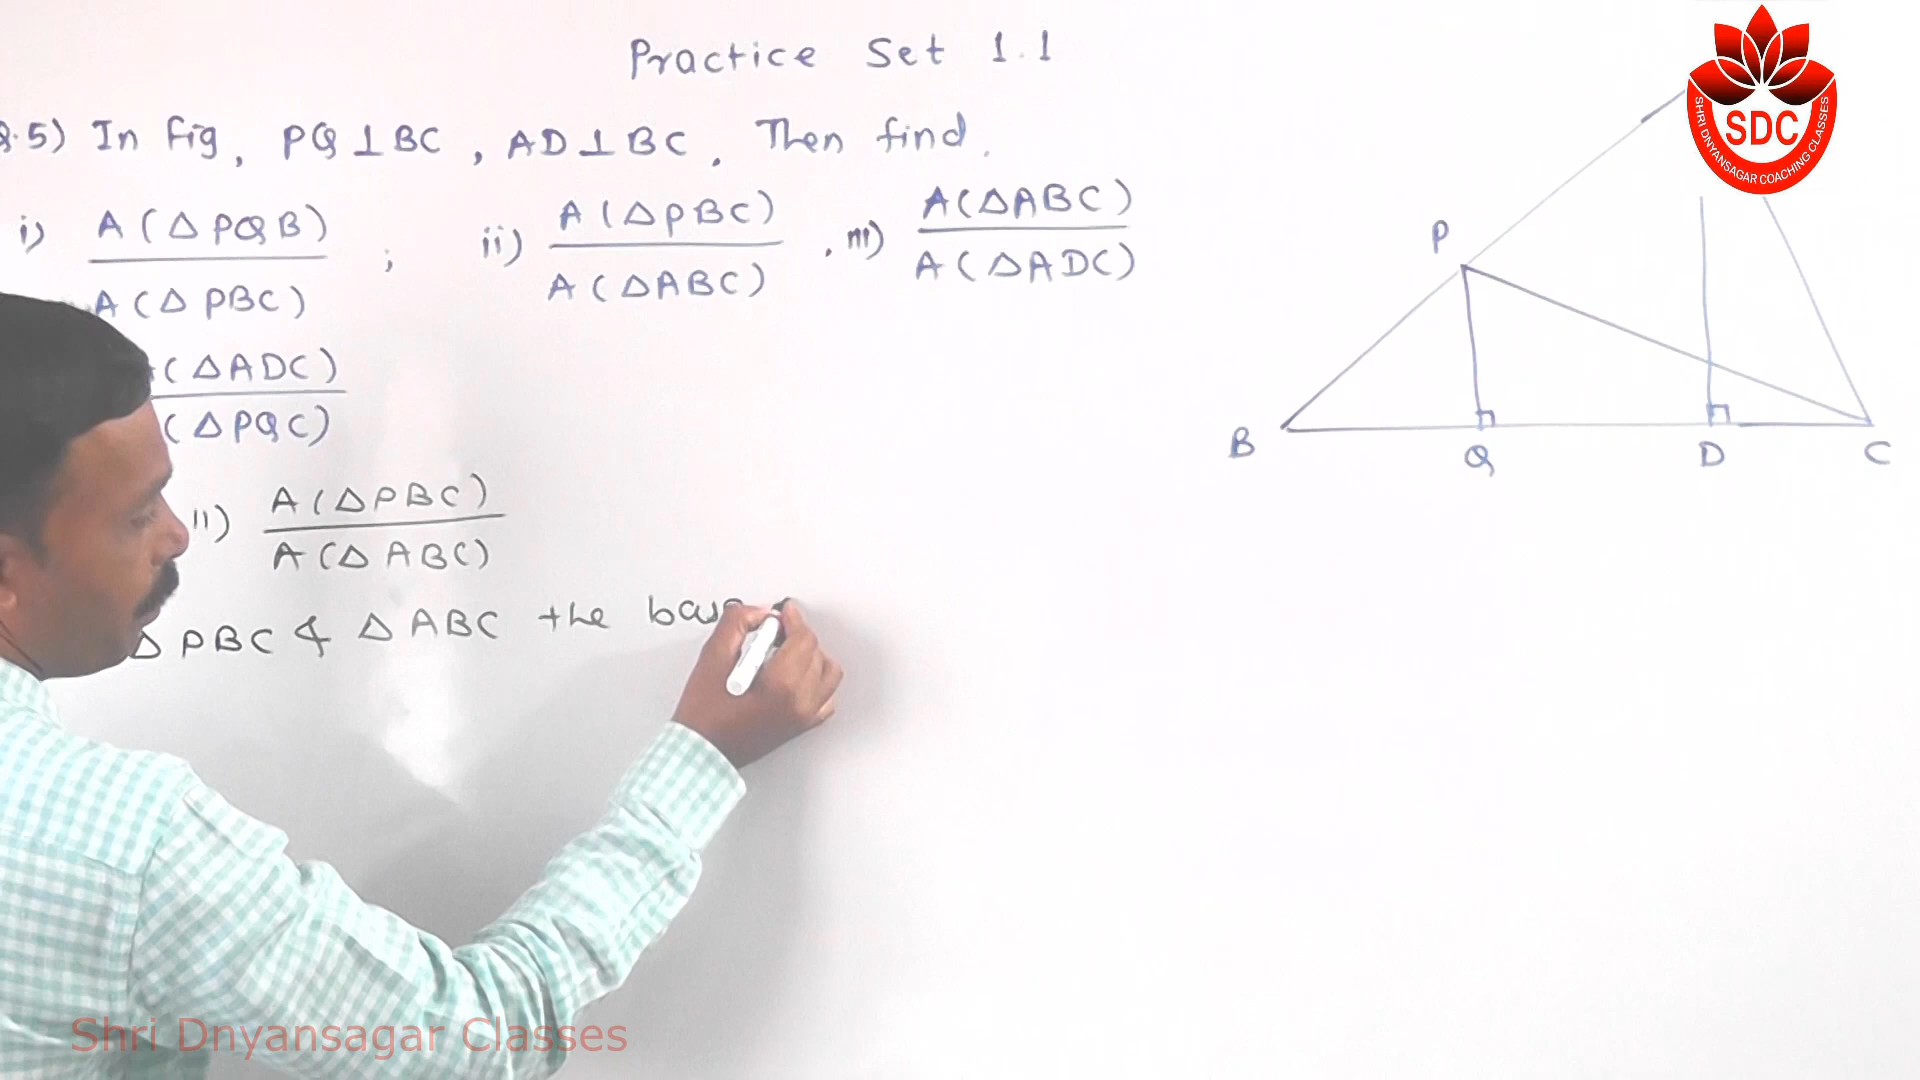 Practice Set 1.1
Q.5) In fig, PQ⊥BC, AD⊥BC. Then find.
i) A(△PQB) / A(△PBC) ; ii) A(△PBC) / A(△ABC) , iii) A(△ABC) / A(△ADC)
A(△ADC) / (△PQC)
ii) A(△PBC) / A(△ABC)
△PBC & △ABC the base
P
B
Q
D
C
SDC
SHRI DNYANSAGAR COACHING CLASSES
Shri Dnyansagar Classes